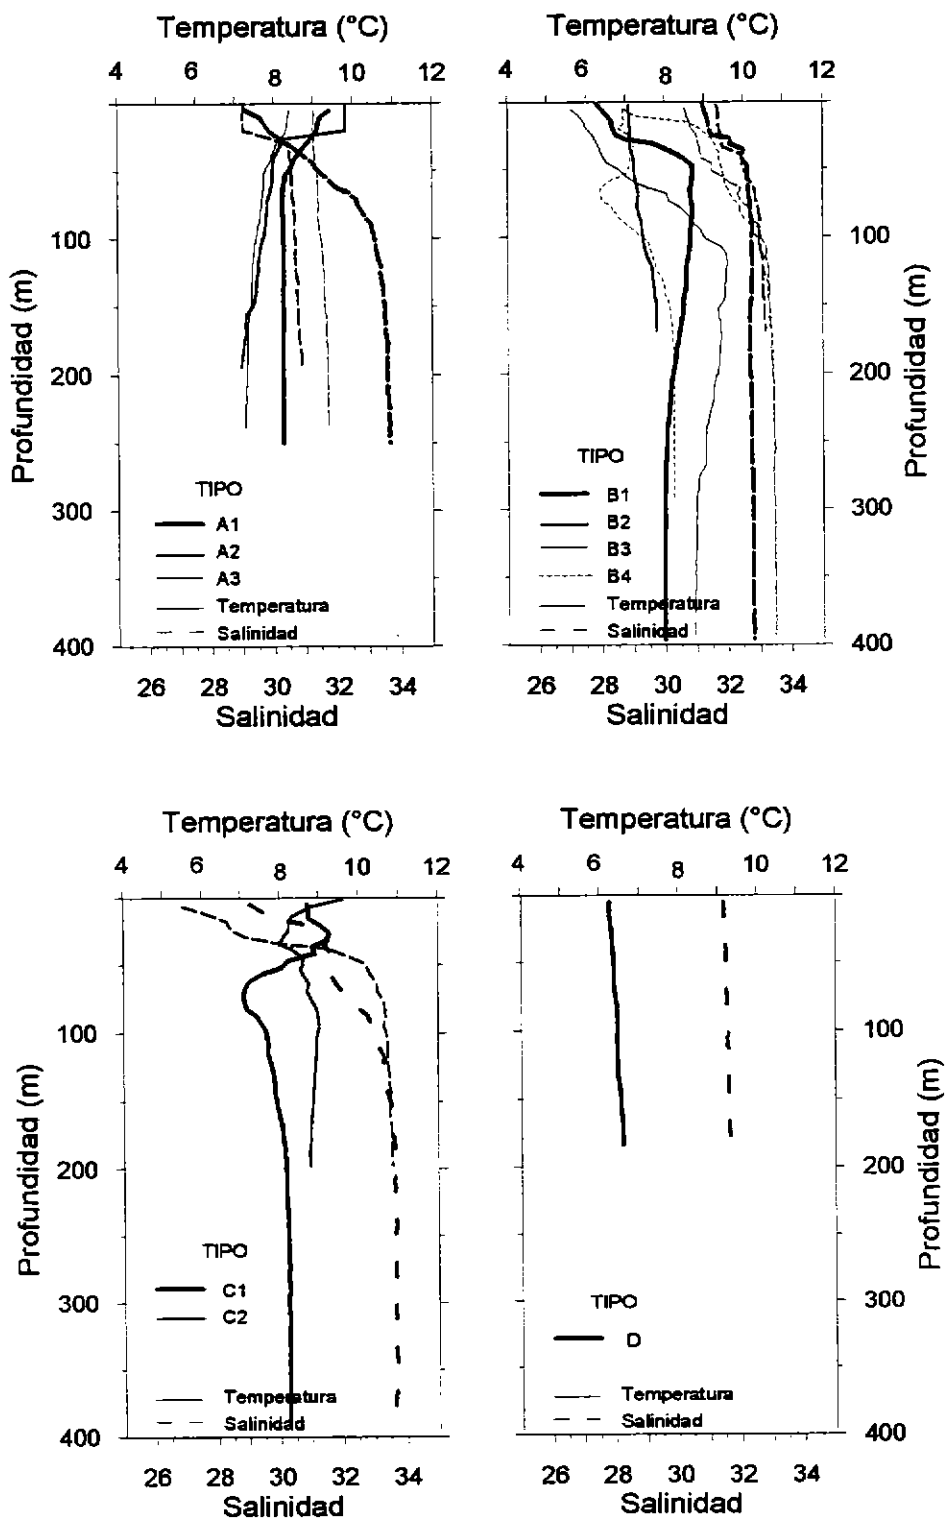 Temperatura (°C)
4 6 8 10 12
Profundidad (m)
100
200
300
400
TIPO
A1
A2
A3
Temperatura
Salinidad
26 28 30 32 34
Salinidad
Temperatura (°C)
4 6 8 10 12
Profundidad (m)
100
200
300
400
TIPO
B1
B2
B3
B4
Temperatura
Salinidad
26 28 30 32 34
Salinidad
Temperatura (°C)
4 6 8 10 12
Profundidad (m)
100
200
300
400
TIPO
C1
C2
Temperatura
Salinidad
26 28 30 32 34
Salinidad
Temperatura (°C)
4 6 8 10 12
Profundidad (m)
100
200
300
400
TIPO
D
Temperatura
Salinidad
26 28 30 32 34
Salinidad